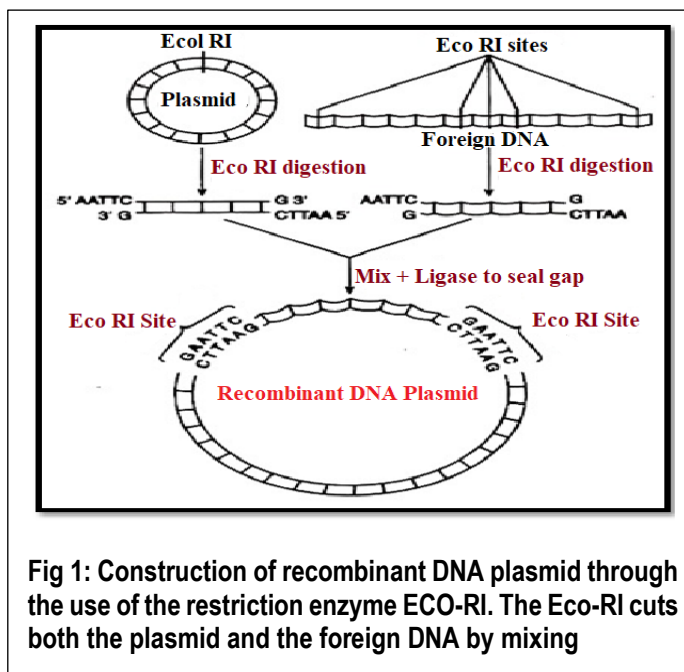 Ecol RI
Eco RI sites
Plasmid
Foreign DNA
Eco RI digestion
Eco RI digestion
5' AATTC
G 3'
3' G
CTTAA 5'
AATTC
G
G
CTTAA
Mix + Ligase to seal gap
Eco RI Site
GAATTC
CTTAAG
GAATTC
CTTAAG
Eco RI Site
Recombinant DNA Plasmid
Fig 1: Construction of recombinant DNA plasmid through
the use of the restriction enzyme ECO-RI. The Eco-RI cuts
both the plasmid and the foreign DNA by mixing